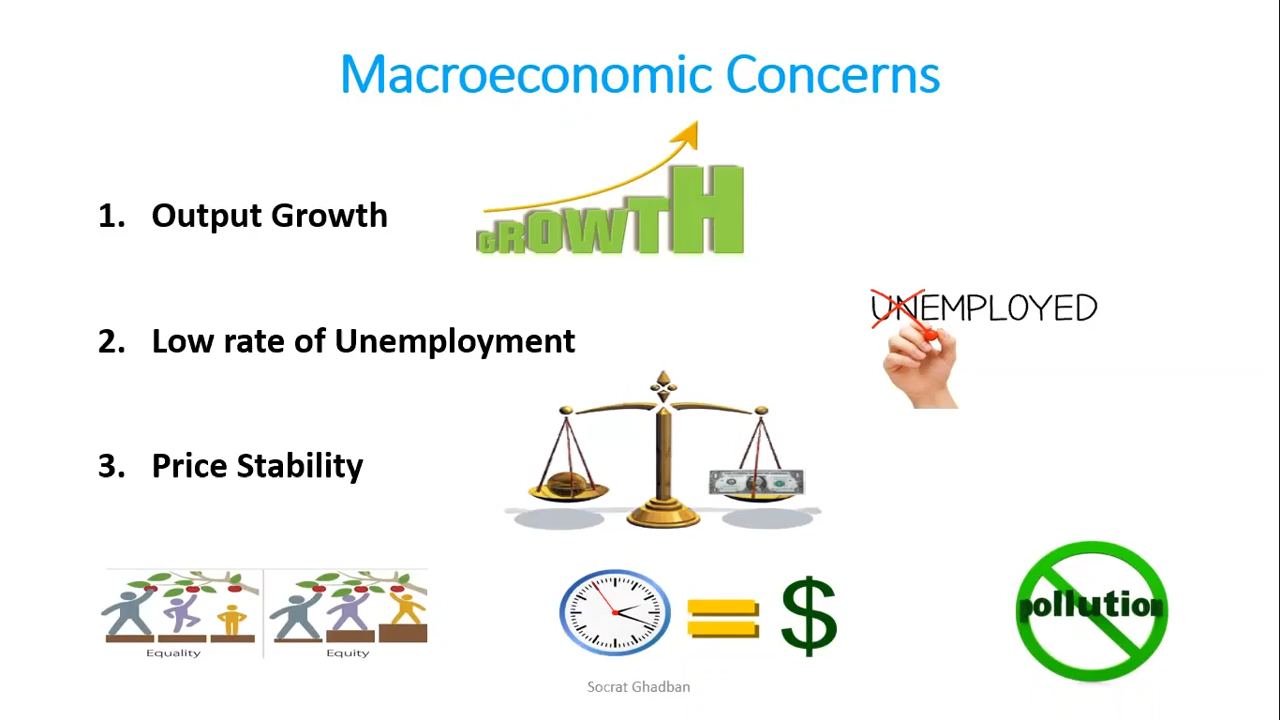 Macroeconomic Concerns
GROWTH
1. Output Growth
UNEMPLOYED
2. Low rate of Unemployment
3. Price Stability
Equality
Equity
= $
pollution
Socrat Ghadban